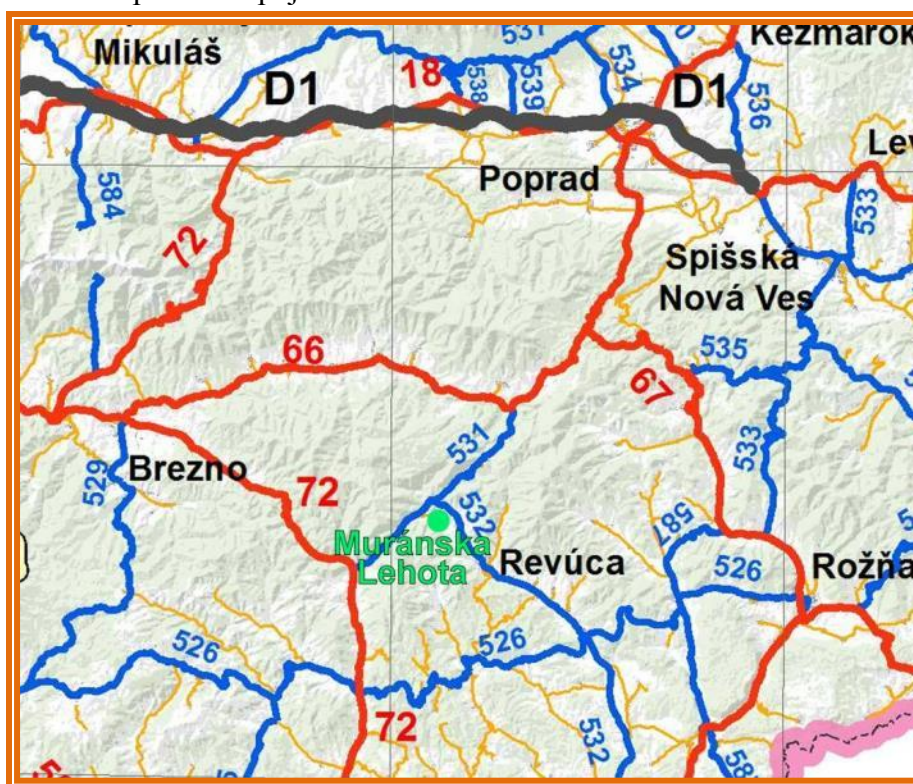 Mikuláš
D1
18
537
538
539
534
D1
Kežmarok
536
584
Poprad
Lev
533
72
Spišská
Nová Ves
66
535
67
531
533
529
Brezno
72
532
587
Muránska
Lehota
Revúca
526
Rožňa
526
526
72
532